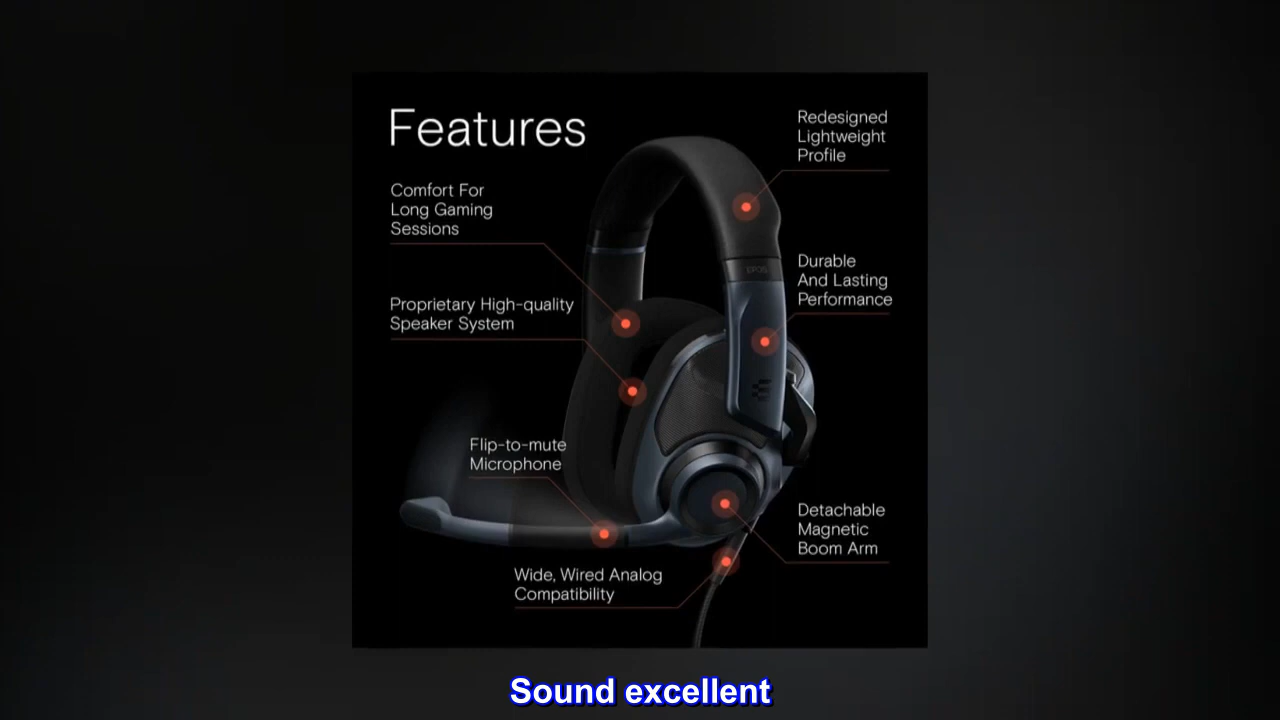 Features
Redesigned
Lightweight
Profile
Comfort For
Long Gaming
Sessions
Durable
And Lasting
Performance
Proprietary High-quality
Speaker System
EPOS
Flip-to-mute
Microphone
Detachable
Magnetic
Boom Arm
Wide, Wired Analog
Compatibility
Sound excellent